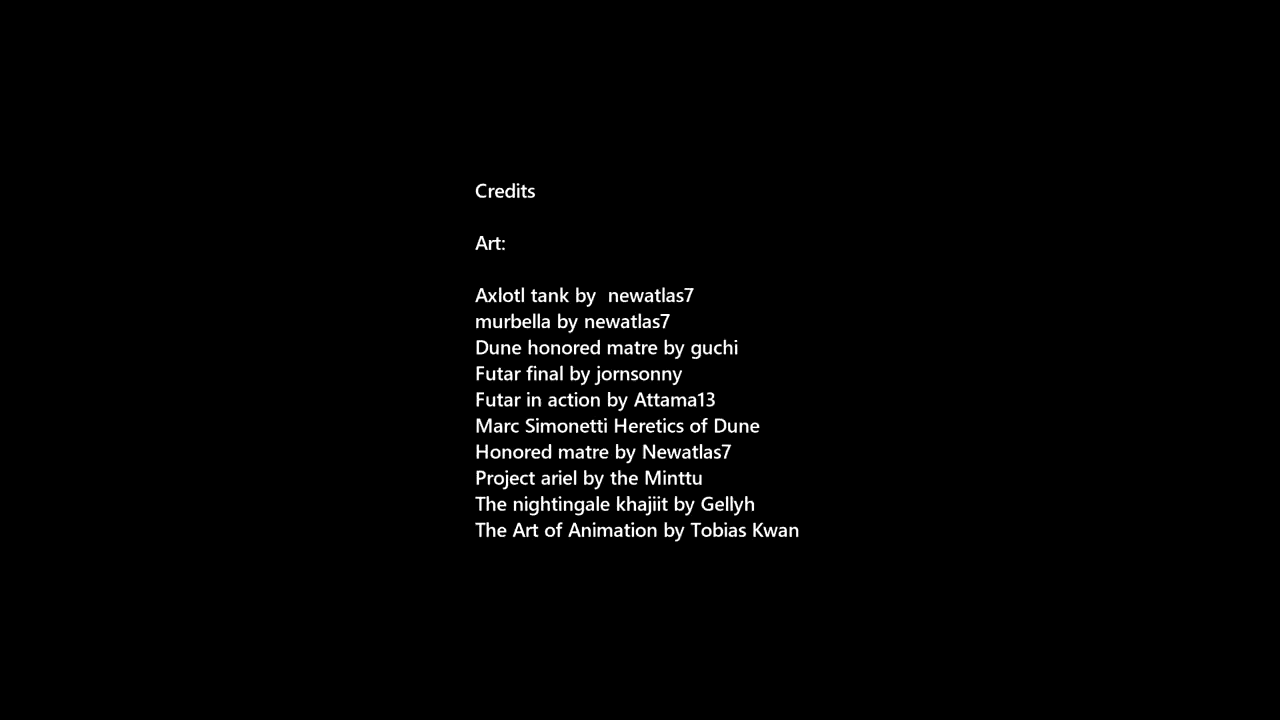 Credits
Art:
Axlotl tank by  newatlas7
murbella by newatlas7
Dune honored matre by guchi
Futar final by jornsonny
Futar in action by Attama13
Marc Simonetti Heretics of Dune
Honored matre by Newatlas7
Project ariel by the Minttu
The nightingale khajiit by Gellyh
The Art of Animation by Tobias Kwan